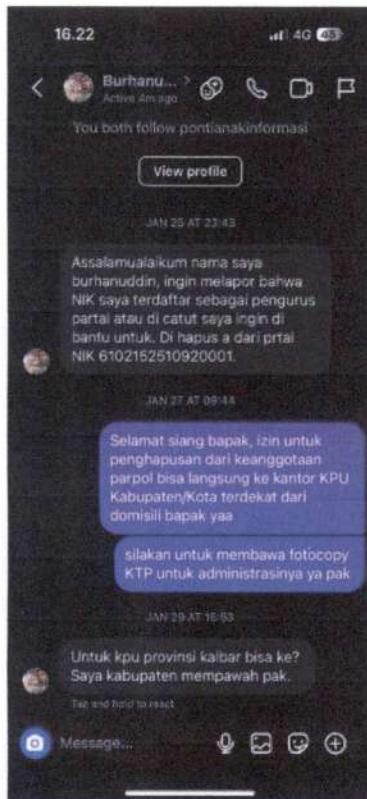 16.22
4G 45
Burhanu...
Active 4m ago
You both follow pontianakinformasi
View profile
JAN 25 AT 23:43
Assalamualaikum nama saya
burhanuddin, ingin melapor bahwa
NIK saya terdaftar sebagai pengurus
partai atau di catut saya ingin di
bantu untuk. Di hapus a dari prtai
NIK 6102152510920001.
JAN 27 AT 09:44
Selamat siang bapak, izin untuk
penghapusan dari keanggotaan
parpol bisa langsung ke kantor KPU
Kabupaten/Kota terdekat dari
domisili bapak yaa
silakan untuk membawa fotocopy
KTP untuk administrasinya ya pak
JAN 29 AT 15:53
Untuk kpu provinsi kalbar bisa ke?
Saya kabupaten mempawah pak.
Tap and hold to react
Message...